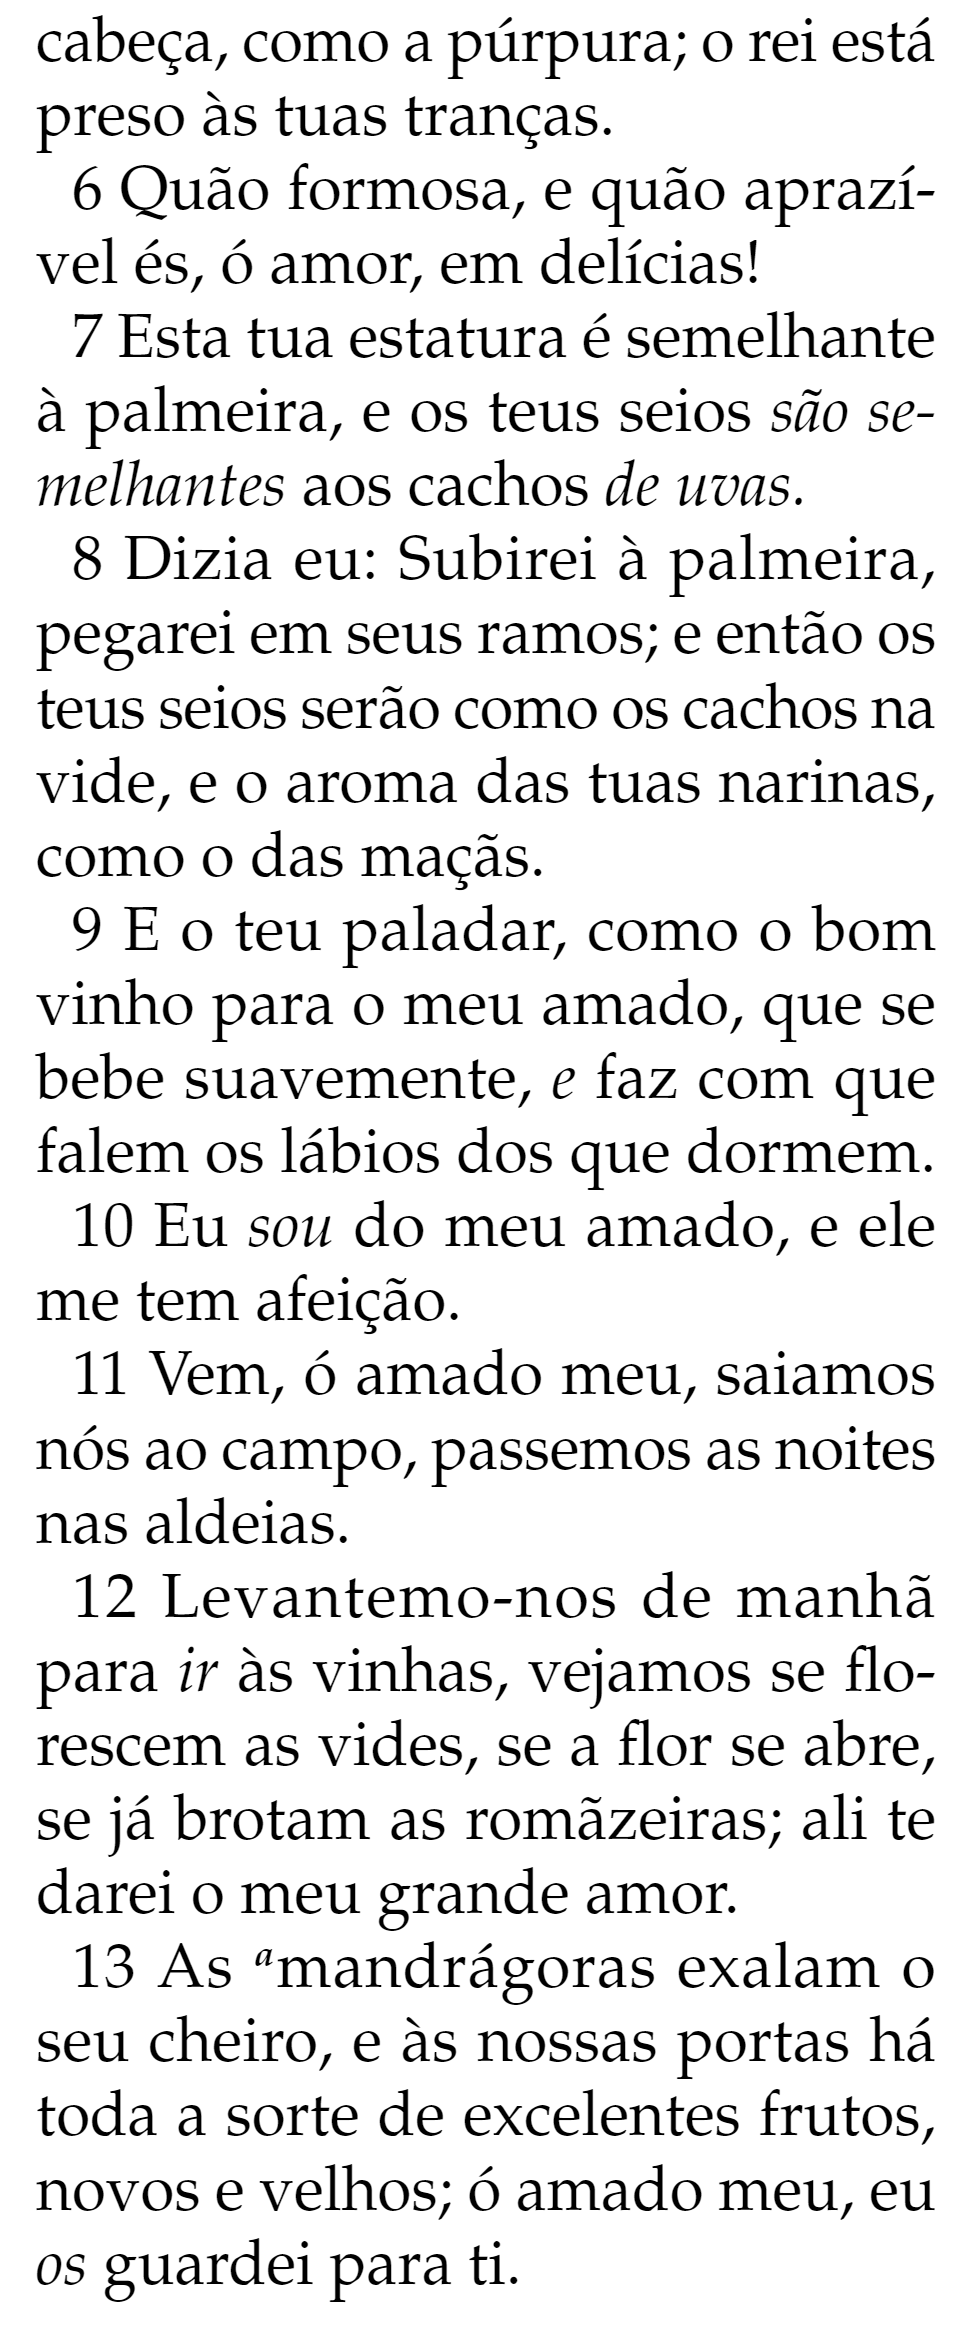 cabeça, como a púrpura; o rei está
preso às tuas tranças.
6 Quão formosa, e quão aprazí-
vel és, ó amor, em delícias!
7 Esta tua estatura é semelhante
à palmeira, e os teus seios são se-
melhantes aos cachos de uvas.
8 Dizia eu: Subirei à palmeira,
pegarei em seus ramos; e então os
teus seios serão como os cachos na
vide, e o aroma das tuas narinas,
como o das maçãs.
9 E o teu paladar, como o bom
vinho para o meu amado, que se
bebe suavemente, e faz com que
falem os lábios dos que dormem.
10 Eu sou do meu amado, e ele
me tem afeição.
11 Vem, ó amado meu, saiamos
nós ao campo, passemos as noites
nas aldeias.
12 Levantemo-nos de manhã
para ir às vinhas, vejamos se flo-
rescem as vides, se a flor se abre,
se já brotam as romãzeiras; ali te
darei o meu grande amor.
13 As ᵃmandrágoras exalam o
seu cheiro, e às nossas portas há
toda a sorte de excelentes frutos,
novos e velhos; ó amado meu, eu
os guardei para ti.